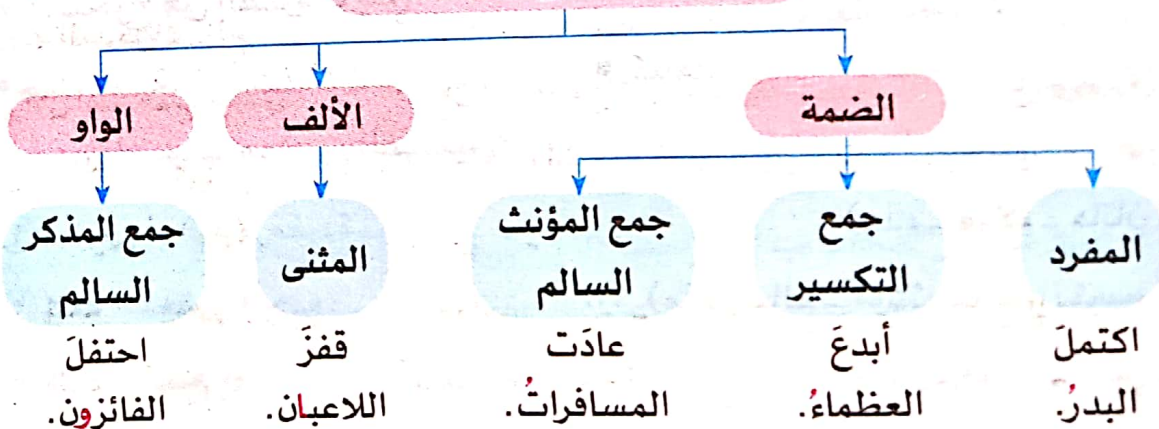 الضمة
الألف
الواو
المفرد
جمع
التكسير
جمع المؤنث
السالم
المثنى
جمع المذكر
السالم
اكتملَ
البدرُ.
أبدعَ
العظماءُ.
عادَت
المسافراتُ.
قفزَ
اللاعبان.
احتفلَ
الفائزون.